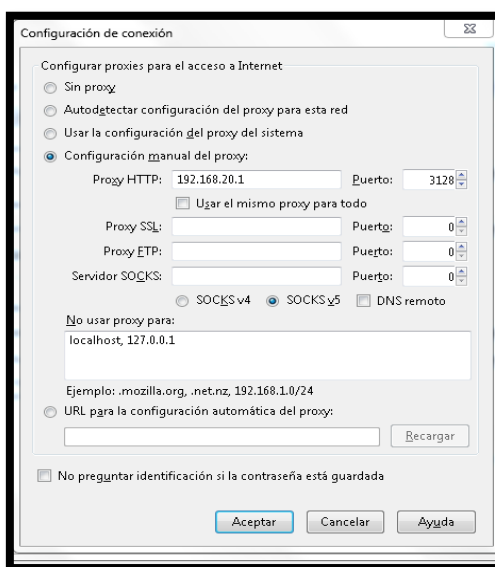 Configuración de conexión
Configurar proxies para el acceso a Internet
Sin proxy
Autodetectar configuración del proxy para esta red
Usar la configuración del proxy del sistema
Configuración manual del proxy:
Proxy HTTP: 192.168.20.1 Puerto: 3128
Usar el mismo proxy para todo
Proxy SSL: Puerto: 0
Proxy FTP: Puerto: 0
Servidor SOCKS: Puerto: 0
SOCKS v4 SOCKS v5 DNS remoto
No usar proxy para:
localhost, 127.0.0.1
Ejemplo: .mozilla.org, .net.nz, 192.168.1.0/24
URL para la configuración automática del proxy:
Recargar
No preguntar identificación si la contraseña está guardada
Aceptar Cancelar Ayuda